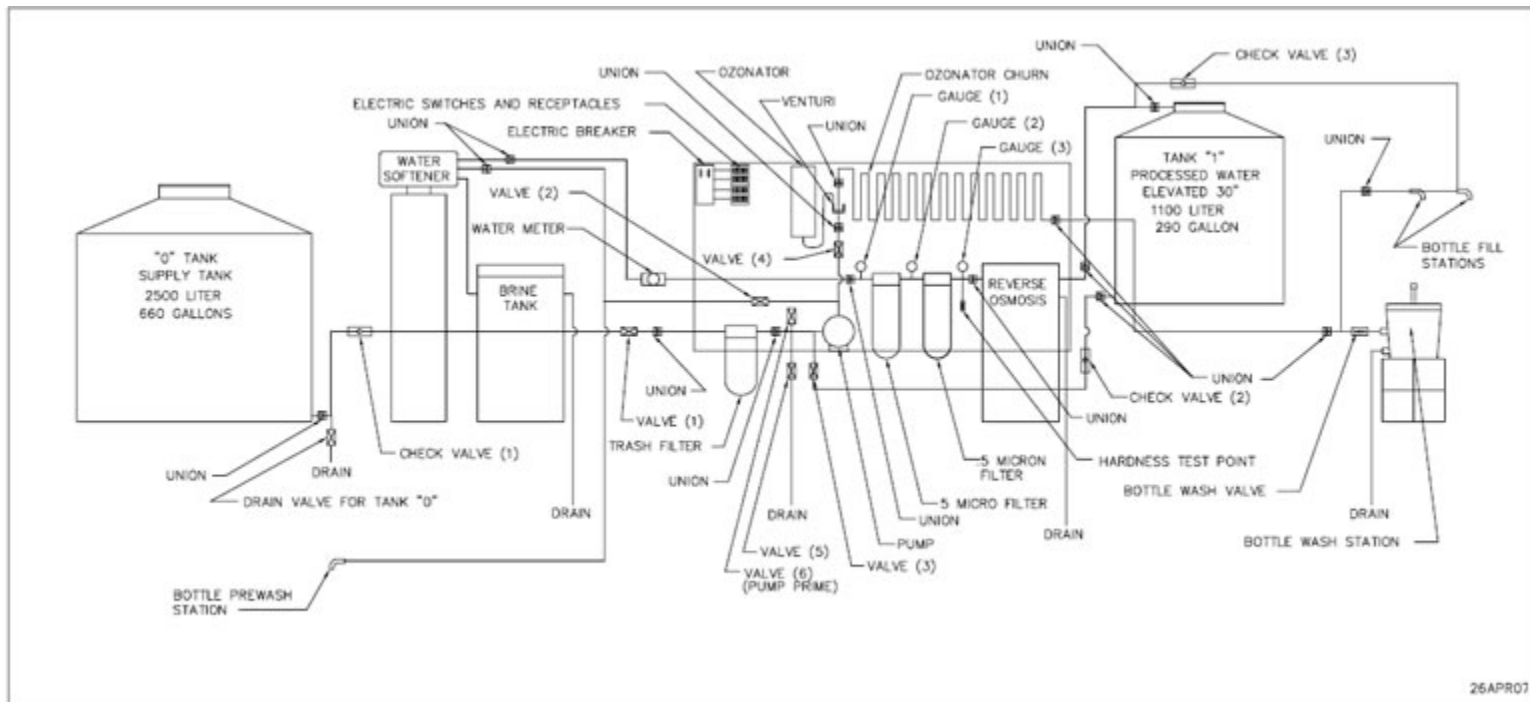 UNION
CHECK VALVE (3)
UNION
OZONATOR
OZONATOR CHURN
GAUGE (1)
ELECTRIC SWITCHES AND RECEPTACLES
VENTURI
UNION
UNION
GAUGE (2)
ELECTRIC BREAKER
GAUGE (3)
UNION
WATER
SOFTENER
VALVE (2)
TANK "1"
PROCESSED WATER
ELEVATED 30"
1100 LITER
290 GALLON
WATER METER
"0" TANK
SUPPLY TANK
2500 LITER
660 GALLONS
VALVE (4)
BOTTLE FILL
STATIONS
BRINE
TANK
REVERSE
OSMOSIS
UNION
UNION
CHECK VALVE (2)
VALVE (1)
UNION
TRASH FILTER
CHECK VALVE (1)
UNION
DRAIN
HARDNESS TEST POINT
.5 MICRON
FILTER
UNION
BOTTLE WASH VALVE
DRAIN VALVE FOR TANK "0"
5 MICRO FILTER
DRAIN
DRAIN
DRAIN
DRAIN
UNION
BOTTLE WASH STATION
VALVE (5)
PUMP
VALVE (6)
(PUMP PRIME)
VALVE (3)
BOTTLE PREWASH
STATION
26APR07